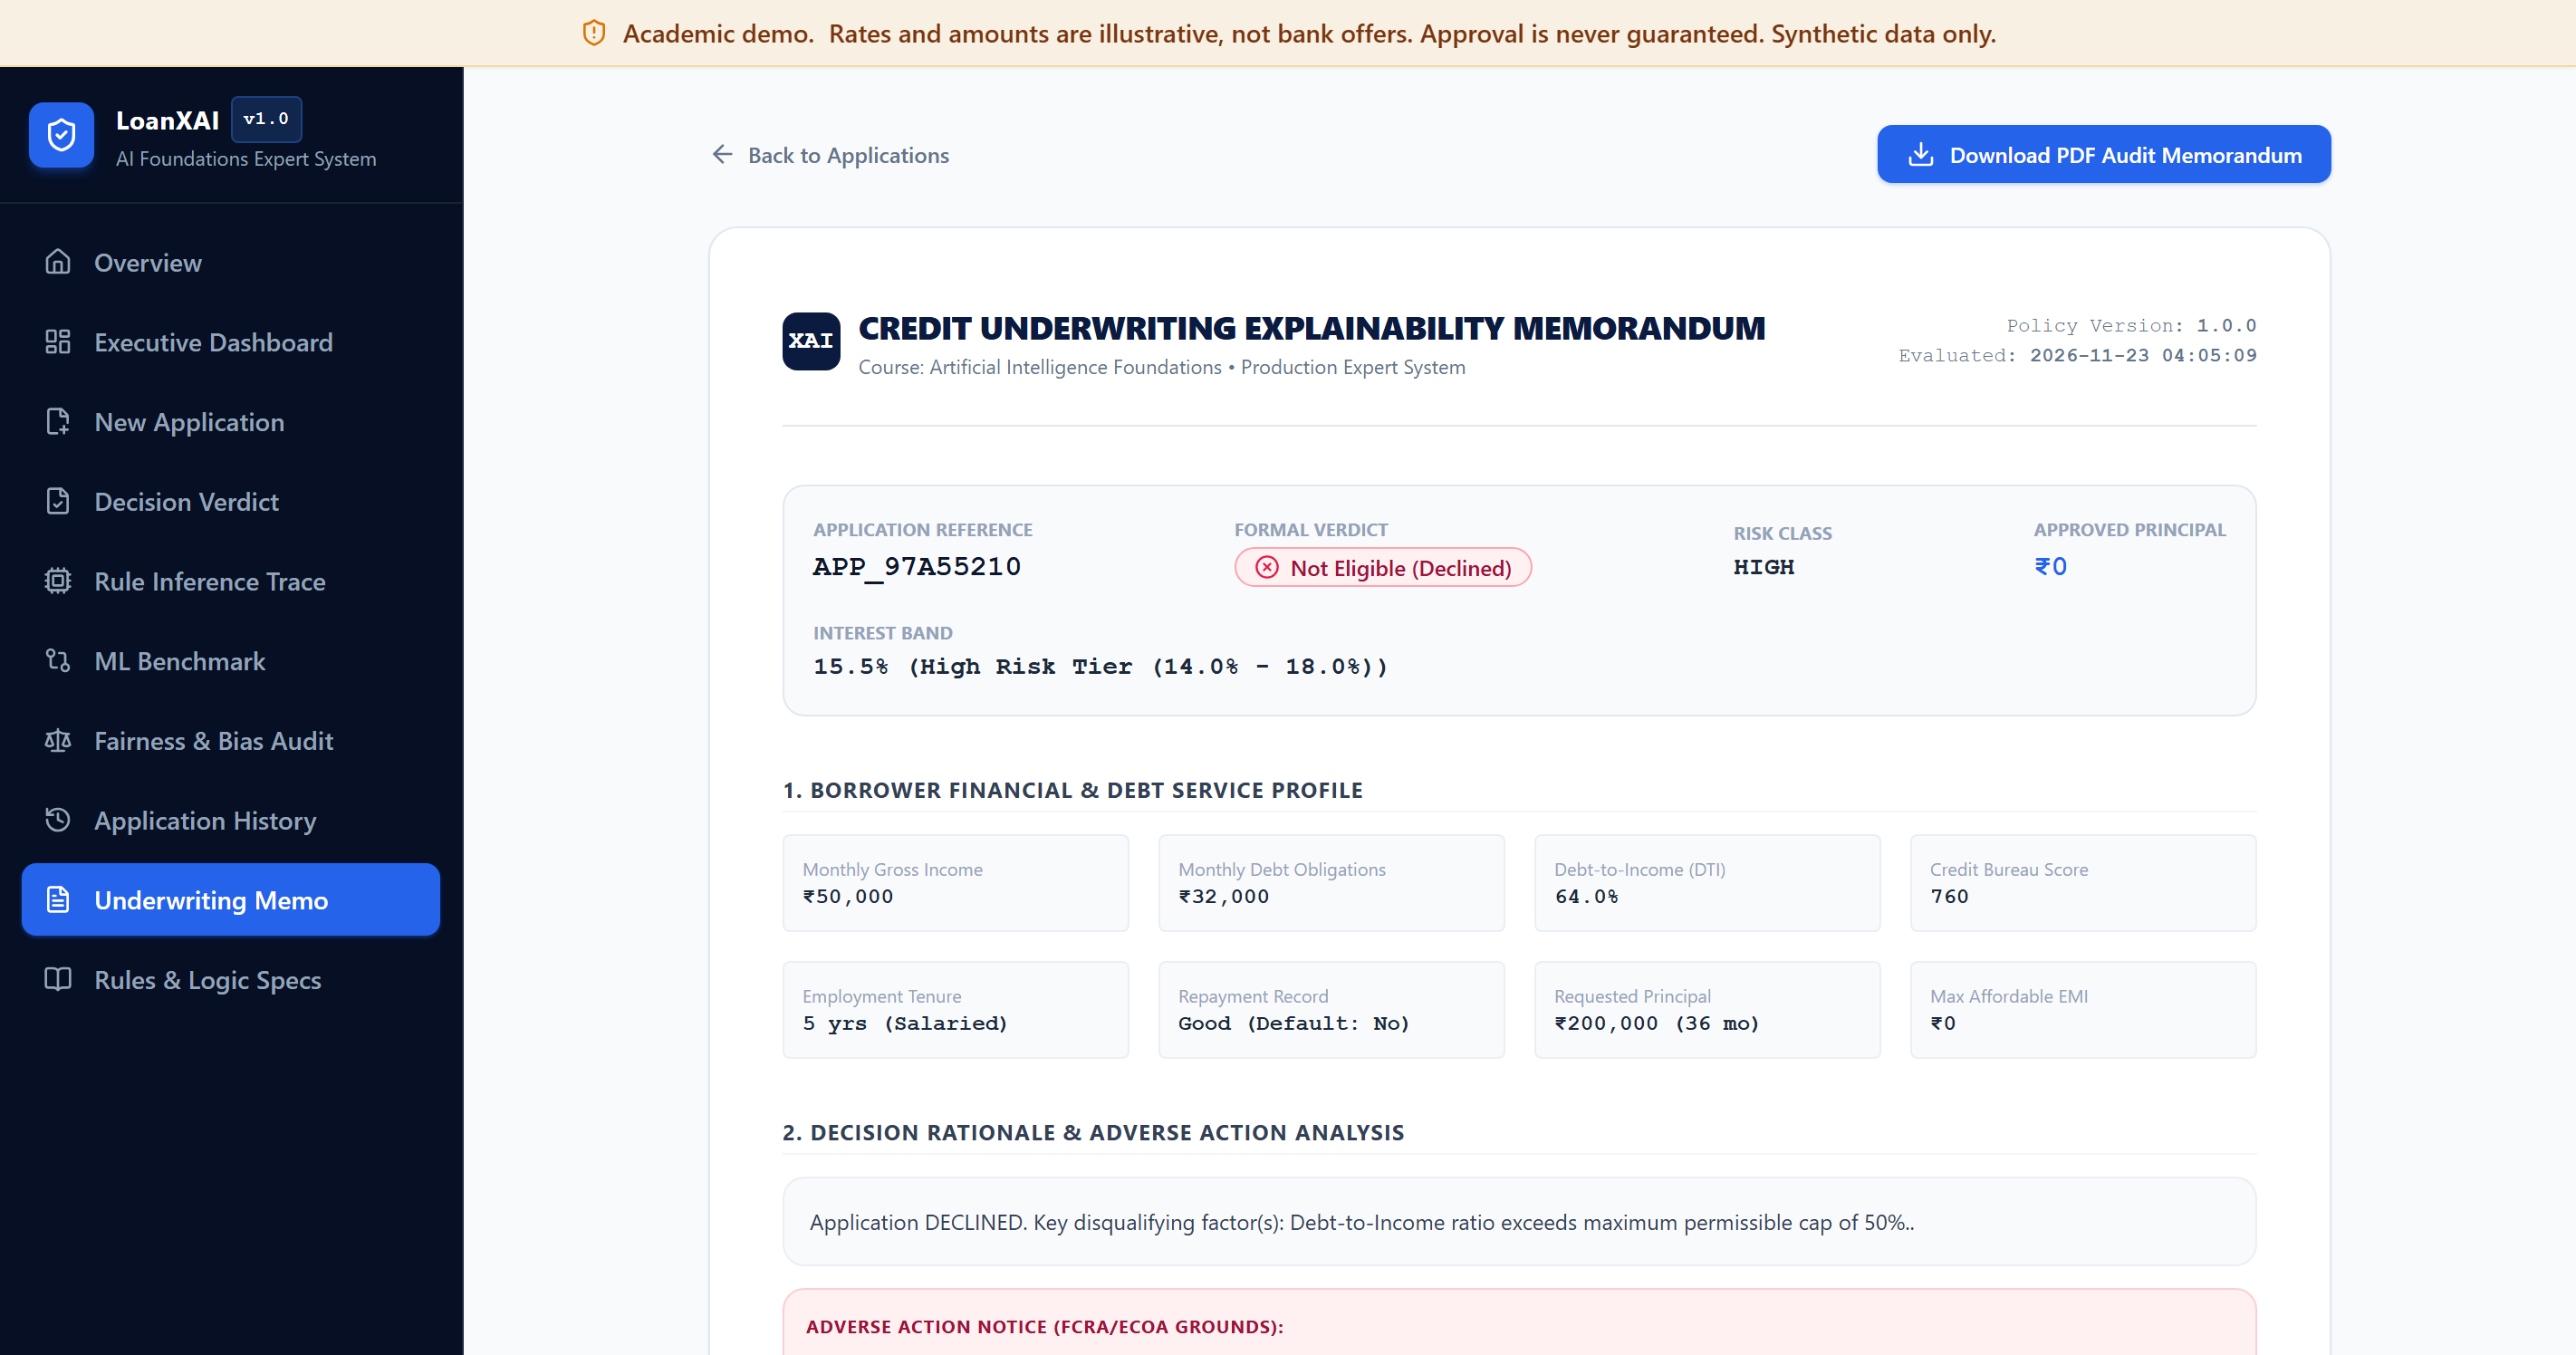 Academic demo. Rates and amounts are illustrative, not bank offers. Approval is never guaranteed. Synthetic data only.
LoanXAI v1.0
AI Foundations Expert System
Overview
Executive Dashboard
New Application
Decision Verdict
Rule Inference Trace
ML Benchmark
Fairness & Bias Audit
Application History
Underwriting Memo
Rules & Logic Specs
Back to Applications
Download PDF Audit Memorandum
XAI
CREDIT UNDERWRITING EXPLAINABILITY MEMORANDUM
Course: Artificial Intelligence Foundations • Production Expert System
Policy Version: 1.0.0
Evaluated: 2026-11-23 04:05:09
APPLICATION REFERENCE
APP_97A55210
FORMAL VERDICT
Not Eligible (Declined)
RISK CLASS
HIGH
APPROVED PRINCIPAL
₹0
INTEREST BAND
15.5% (High Risk Tier (14.0% - 18.0%))
1. BORROWER FINANCIAL & DEBT SERVICE PROFILE
Monthly Gross Income
₹50,000
Monthly Debt Obligations
₹32,000
Debt-to-Income (DTI)
64.0%
Credit Bureau Score
760
Employment Tenure
5 yrs (Salaried)
Repayment Record
Good (Default: No)
Requested Principal
₹200,000 (36 mo)
Max Affordable EMI
₹0
2. DECISION RATIONALE & ADVERSE ACTION ANALYSIS
Application DECLINED. Key disqualifying factor(s): Debt-to-Income ratio exceeds maximum permissible cap of 50%..
ADVERSE ACTION NOTICE (FCRA/ECOA GROUNDS):